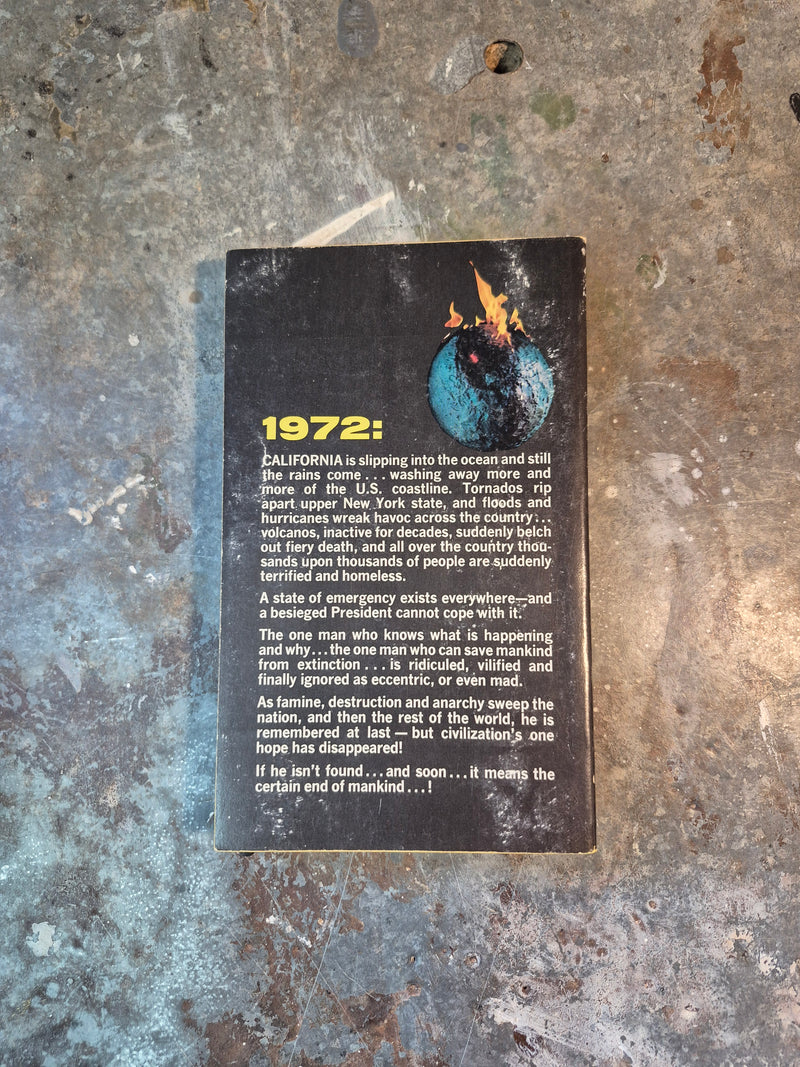 1972:
CALIFORNIA is slipping into the ocean and still
the rains come . . . washing away more and
more of the U.S. coastline. Tornados rip
apart upper New York state, and floods and
hurricanes wreak havoc across the country . . .
volcanos, inactive for decades, suddenly belch
out fiery death, and all over the country thou-
sands upon thousands of people are suddenly
terrified and homeless.
A state of emergency exists everywhere—and
a besieged President cannot cope with it.
The one man who knows what is happening
and why . . . the one man who can save mankind
from extinction . . . is ridiculed, vilified and
finally ignored as eccentric, or even mad.
As famine, destruction and anarchy sweep the
nation, and then the rest of the world, he is
remembered at last — but civilization's one
hope has disappeared!
If he isn't found . . . and soon . . . it means the
certain end of mankind . . . !